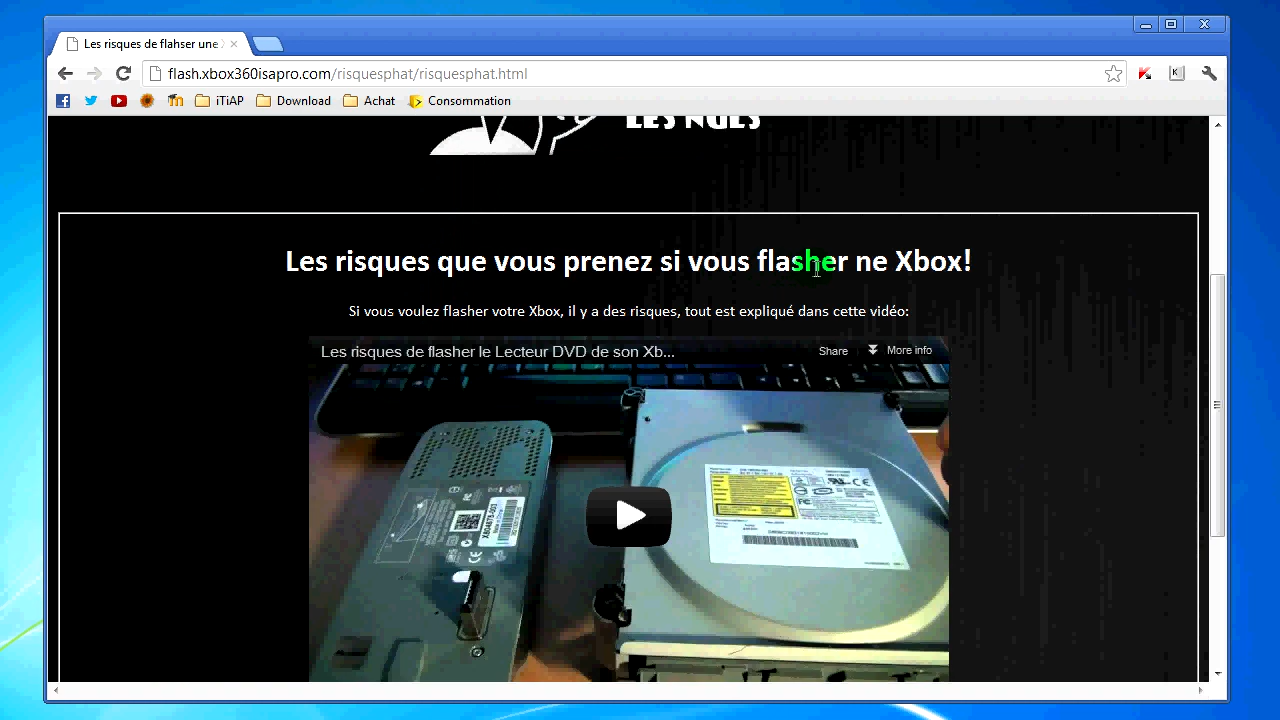 Les risques de flahser une
flash.xbox360isapro.com/risquesphat/risquesphat.html
iTiAP
Download
Achat
Consommation
LES NULS
Les risques que vous prenez si vous flasher ne Xbox!
Si vous voulez flasher votre Xbox, il y a des risques, tout est expliqué dans cette vidéo:
Les risques de flasher le Lecteur DVD de son Xb...
Share
More info